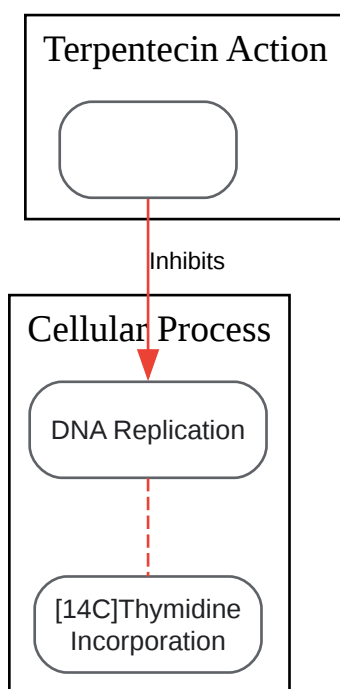 Terpentecin Action
Inhibits
Cellular Process
DNA Replication
[14C]Thymidine
Incorporation